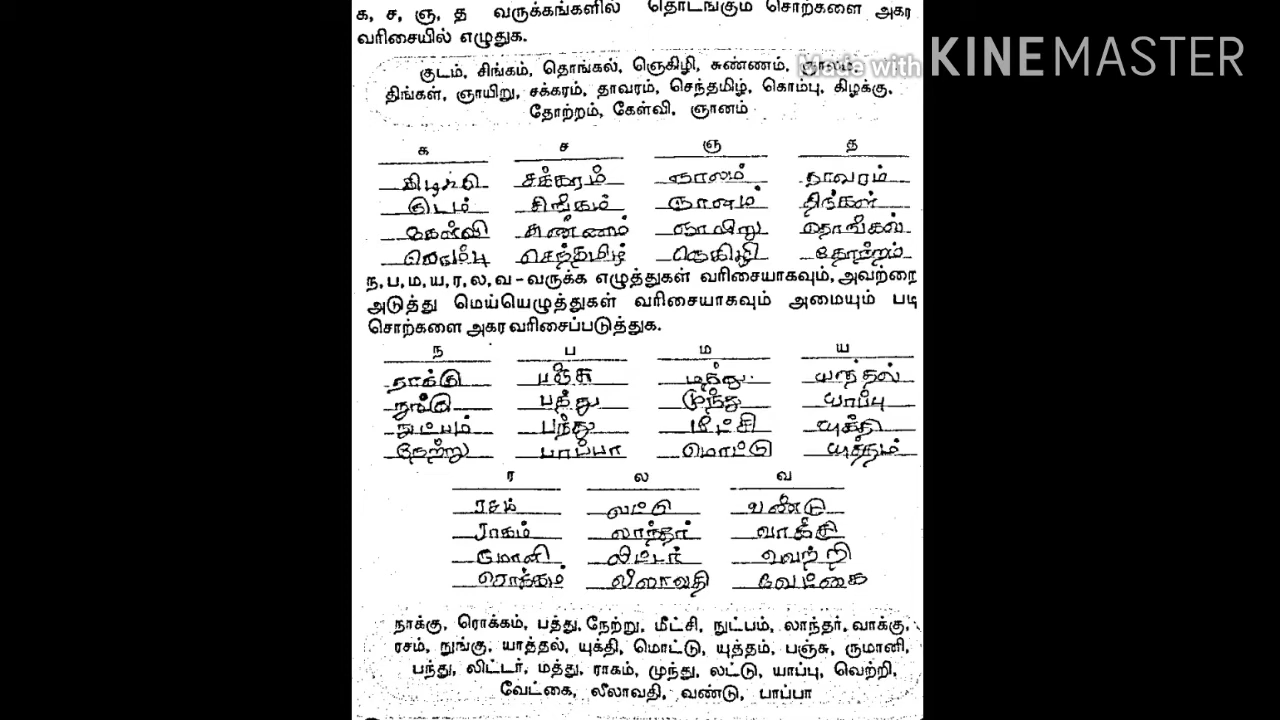 க, ச, ஞ, த வருக்கங்களில் தொடங்கும் சொற்களை அகர
வரிசையில் எழுதுக.
Made with KINEMASTER
குடம், சிங்கம், தொங்கல், ஞெகிழி, சுண்ணம், ஞாலம்
திங்கள், ஞாயிறு, சக்கரம், தாவரம், செந்தமிழ், கொம்பு, கிழக்கு,
தோற்றம், கேள்வி, ஞானம்
க ச ஞ த
சக்கரம் ஞாலம் தாவரம்
குடம் சிங்கம் ஞானம் திங்கள்
கேள்வி சுண்ணம் ஞாயிறு தொங்கல்
கொம்பு செந்தமிழ் ஞெகிழி தோற்றம்
ந, ப, ம, ய, ர, ல, வ - வருக்க எழுத்துகள் வரிசையாகவும், அவற்றை
அடுத்து மெய்யெழுத்துகள் வரிசையாகவும் அமையும் படி
சொற்களை அகர வரிசைப்படுத்துக.
ந ப ம ய
நாக்கு பஞ்சு மத்து யாத்தல்
நுங்கு பத்து முந்து யாப்பு
நுட்பம் பந்து மீட்சி யுக்தி
நேற்று பாப்பா மொட்டு யுத்தம்
ர ல வ
ரசம் லட்டு வண்டு
ராகம் லாந்தர் வாக்கு
ருமானி லிட்டர் வெற்றி
ரொக்கம் லீலாவதி வேட்கை
நாக்கு, ரொக்கம், பத்து, நேற்று, மீட்சி, நுட்பம், லாந்தர், வாக்கு,
ரசம், நுங்கு, யாத்தல், யுக்தி, மொட்டு, யுத்தம், பஞ்சு, ருமானி,
பந்து, லிட்டர், மத்து, ராகம், முந்து, லட்டு, யாப்பு, வெற்றி,
வேட்கை, லீலாவதி, வண்டு, பாப்பா